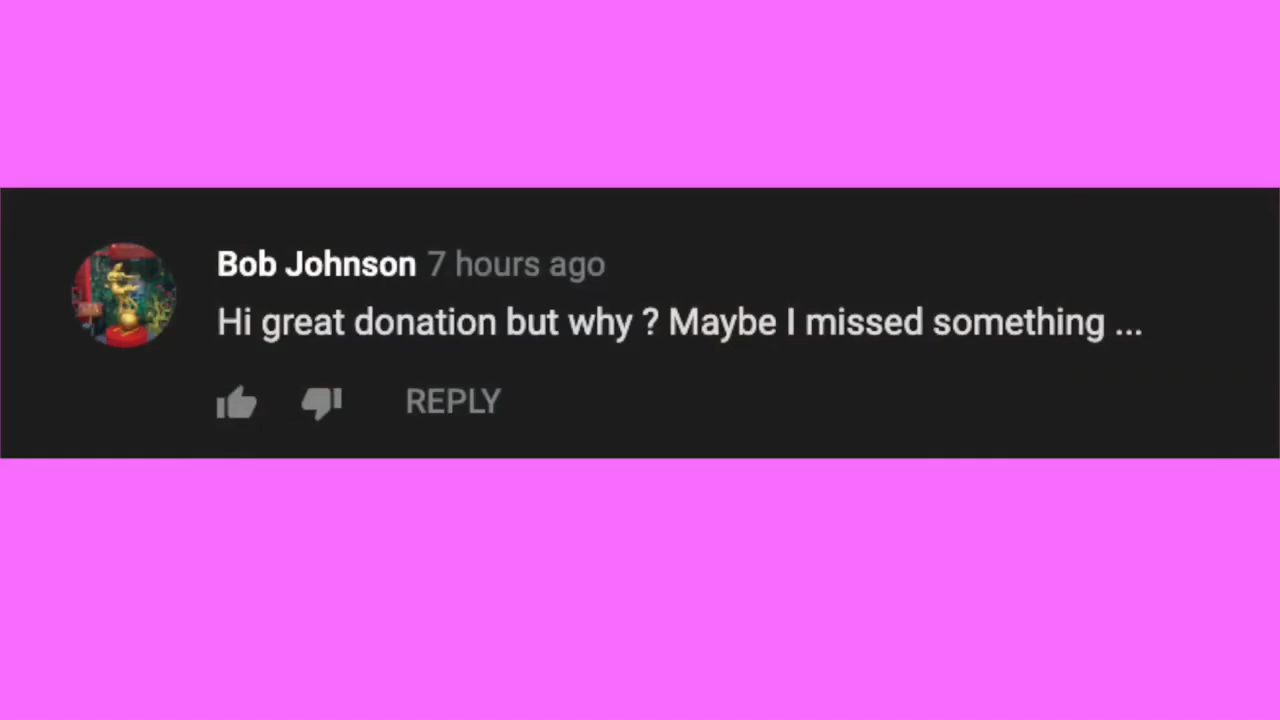 Bob Johnson 7 hours ago
Hi great donation but why ? Maybe I missed something ...
REPLY